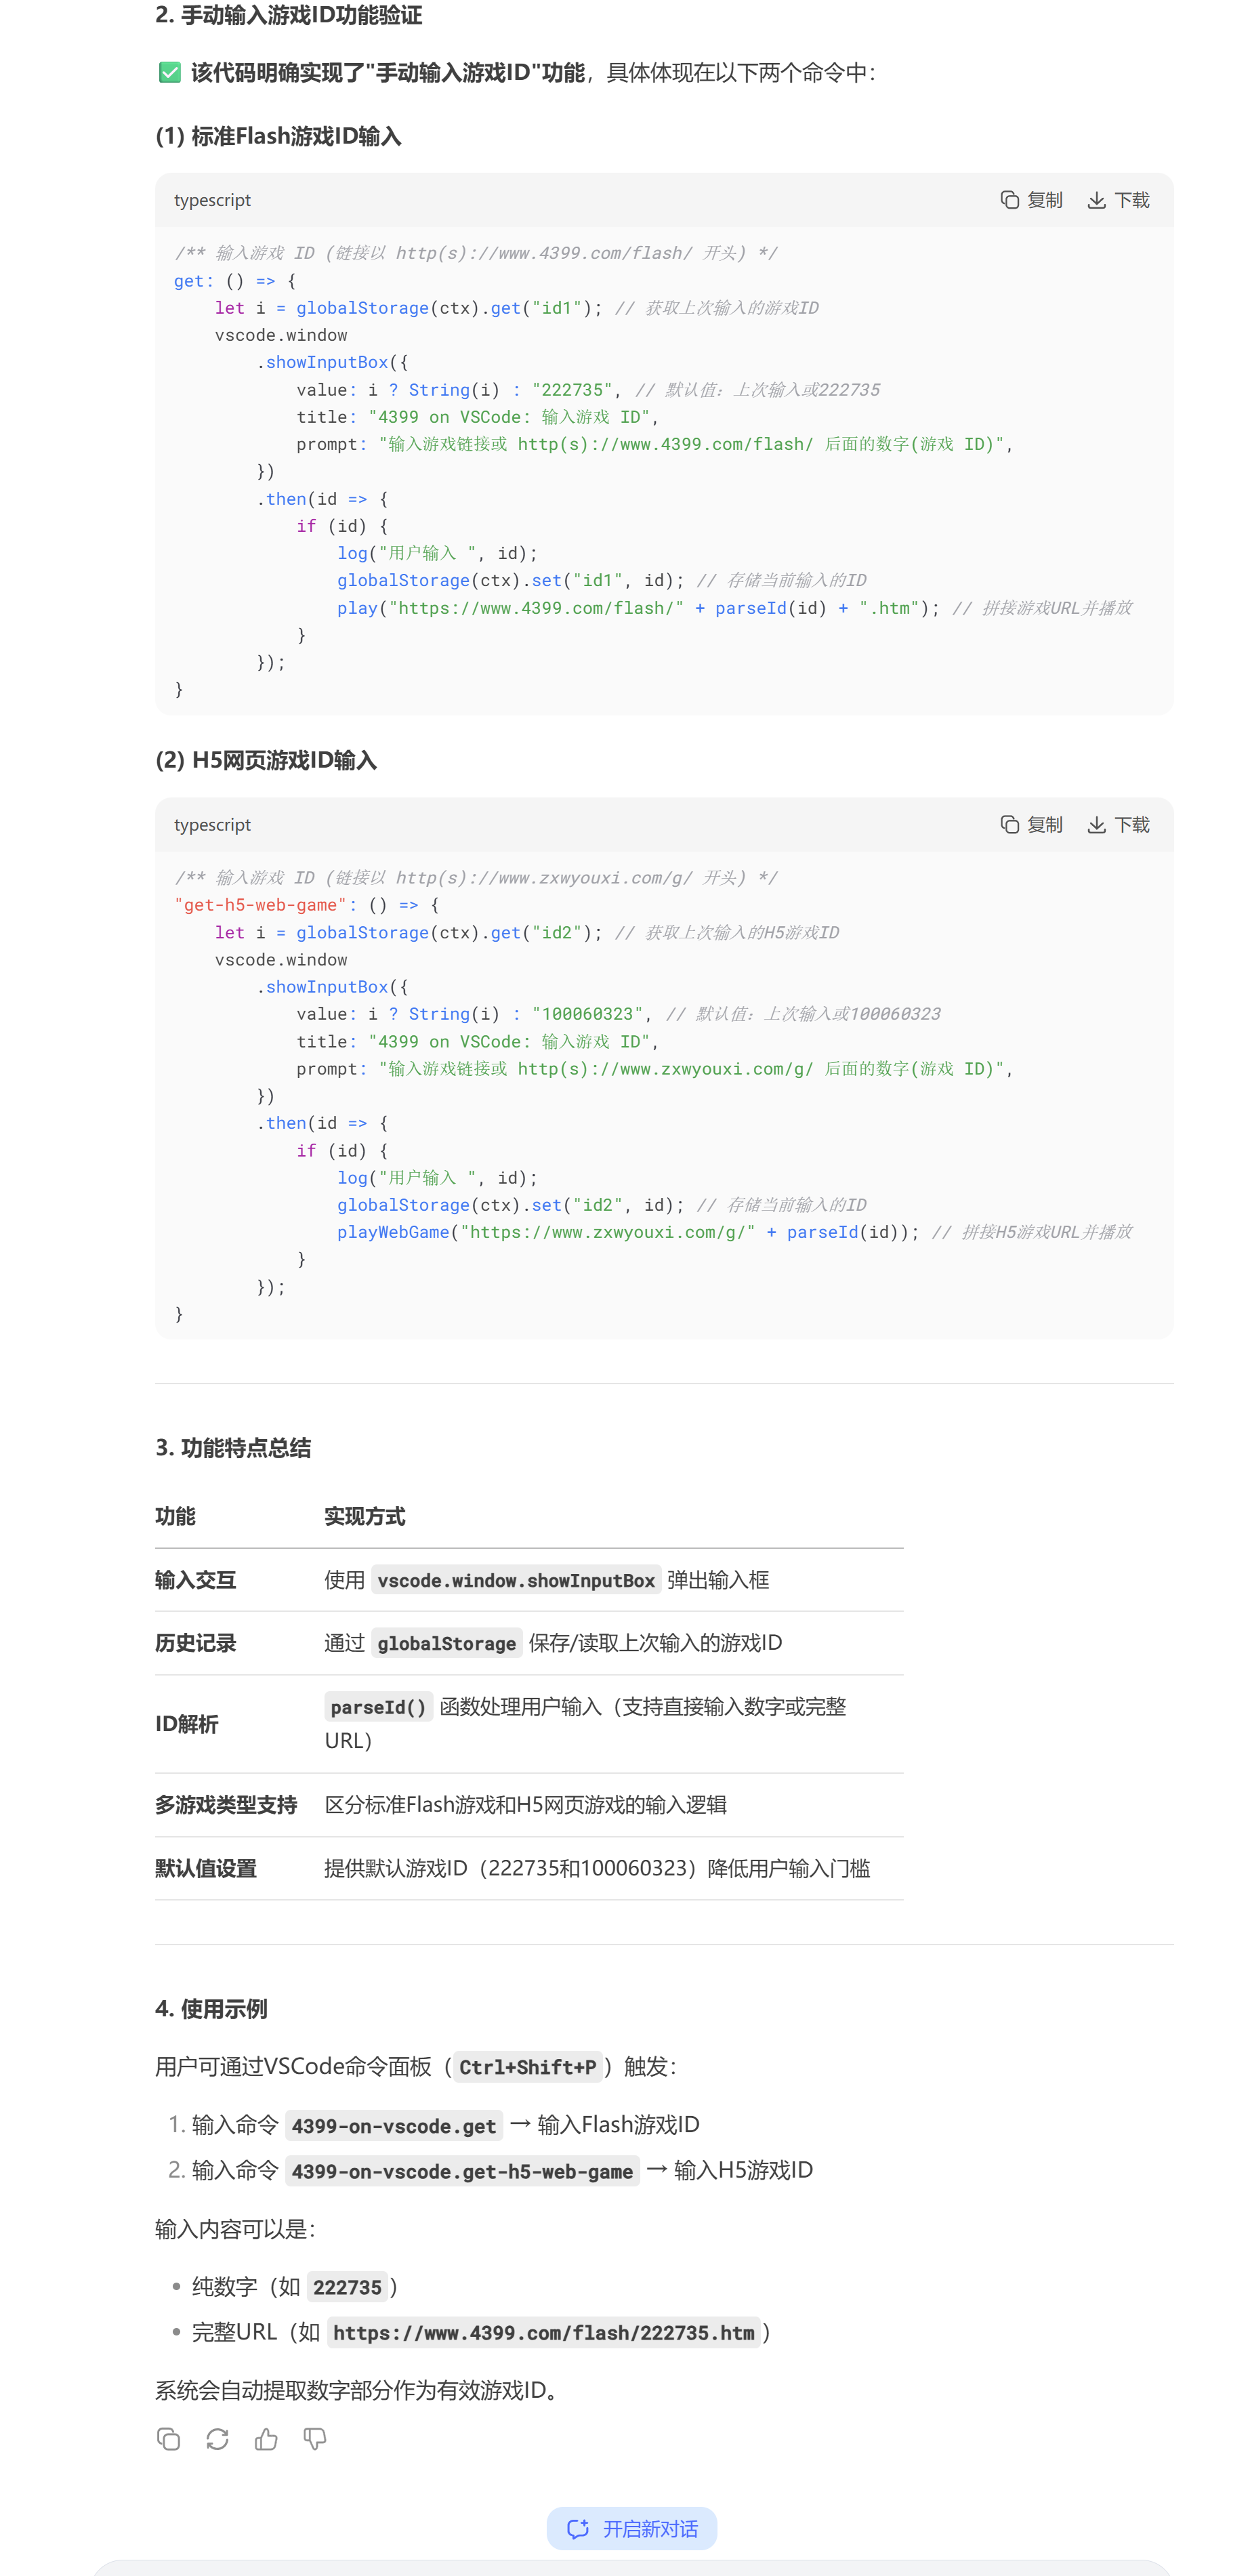 2. 手动输入游戏ID功能验证
✅ 该代码明确实现了"手动输入游戏ID"功能，具体体现在以下两个命令中：
(1) 标准Flash游戏ID输入
typescript 复制 下载
/** 输入游戏 ID (链接以 http(s)://www.4399.com/flash/ 开头) */
get: () => {
    let i = globalStorage(ctx).get("id1"); // 获取上次输入的游戏ID
    vscode.window
        .showInputBox({
            value: i ? String(i) : "222735", // 默认值：上次输入或222735
            title: "4399 on VSCode: 输入游戏 ID",
            prompt: "输入游戏链接或 http(s)://www.4399.com/flash/ 后面的数字(游戏 ID)",
        })
        .then(id => {
            if (id) {
                log("用户输入 ", id);
                globalStorage(ctx).set("id1", id); // 存储当前输入的ID
                play("https://www.4399.com/flash/" + parseId(id) + ".htm"); // 拼接游戏URL并播放
            }
        });
}
(2) H5网页游戏ID输入
typescript 复制 下载
/** 输入游戏 ID (链接以 http(s)://www.zxwyouxi.com/g/ 开头) */
"get-h5-web-game": () => {
    let i = globalStorage(ctx).get("id2"); // 获取上次输入的H5游戏ID
    vscode.window
        .showInputBox({
            value: i ? String(i) : "100060323", // 默认值：上次输入或100060323
            title: "4399 on VSCode: 输入游戏 ID",
            prompt: "输入游戏链接或 http(s)://www.zxwyouxi.com/g/ 后面的数字(游戏 ID)",
        })
        .then(id => {
            if (id) {
                log("用户输入 ", id);
                globalStorage(ctx).set("id2", id); // 存储当前输入的ID
                playWebGame("https://www.zxwyouxi.com/g/" + parseId(id)); // 拼接H5游戏URL并播放
            }
        });
}
3. 功能特点总结
功能 实现方式
输入交互 使用 vscode.window.showInputBox 弹出输入框
历史记录 通过 globalStorage 保存/读取上次输入的游戏ID
ID解析 parseId() 函数处理用户输入（支持直接输入数字或完整
URL）
多游戏类型支持 区分标准Flash游戏和H5网页游戏的输入逻辑
默认值设置 提供默认游戏ID（222735和100060323）降低用户输入门槛
4. 使用示例
用户可通过VSCode命令面板（Ctrl+Shift+P）触发：
1. 输入命令 4399-on-vscode.get → 输入Flash游戏ID
2. 输入命令 4399-on-vscode.get-h5-web-game → 输入H5游戏ID
输入内容可以是：
• 纯数字（如 222735）
• 完整URL（如 https://www.4399.com/flash/222735.htm）
系统会自动提取数字部分作为有效游戏ID。
开启新对话